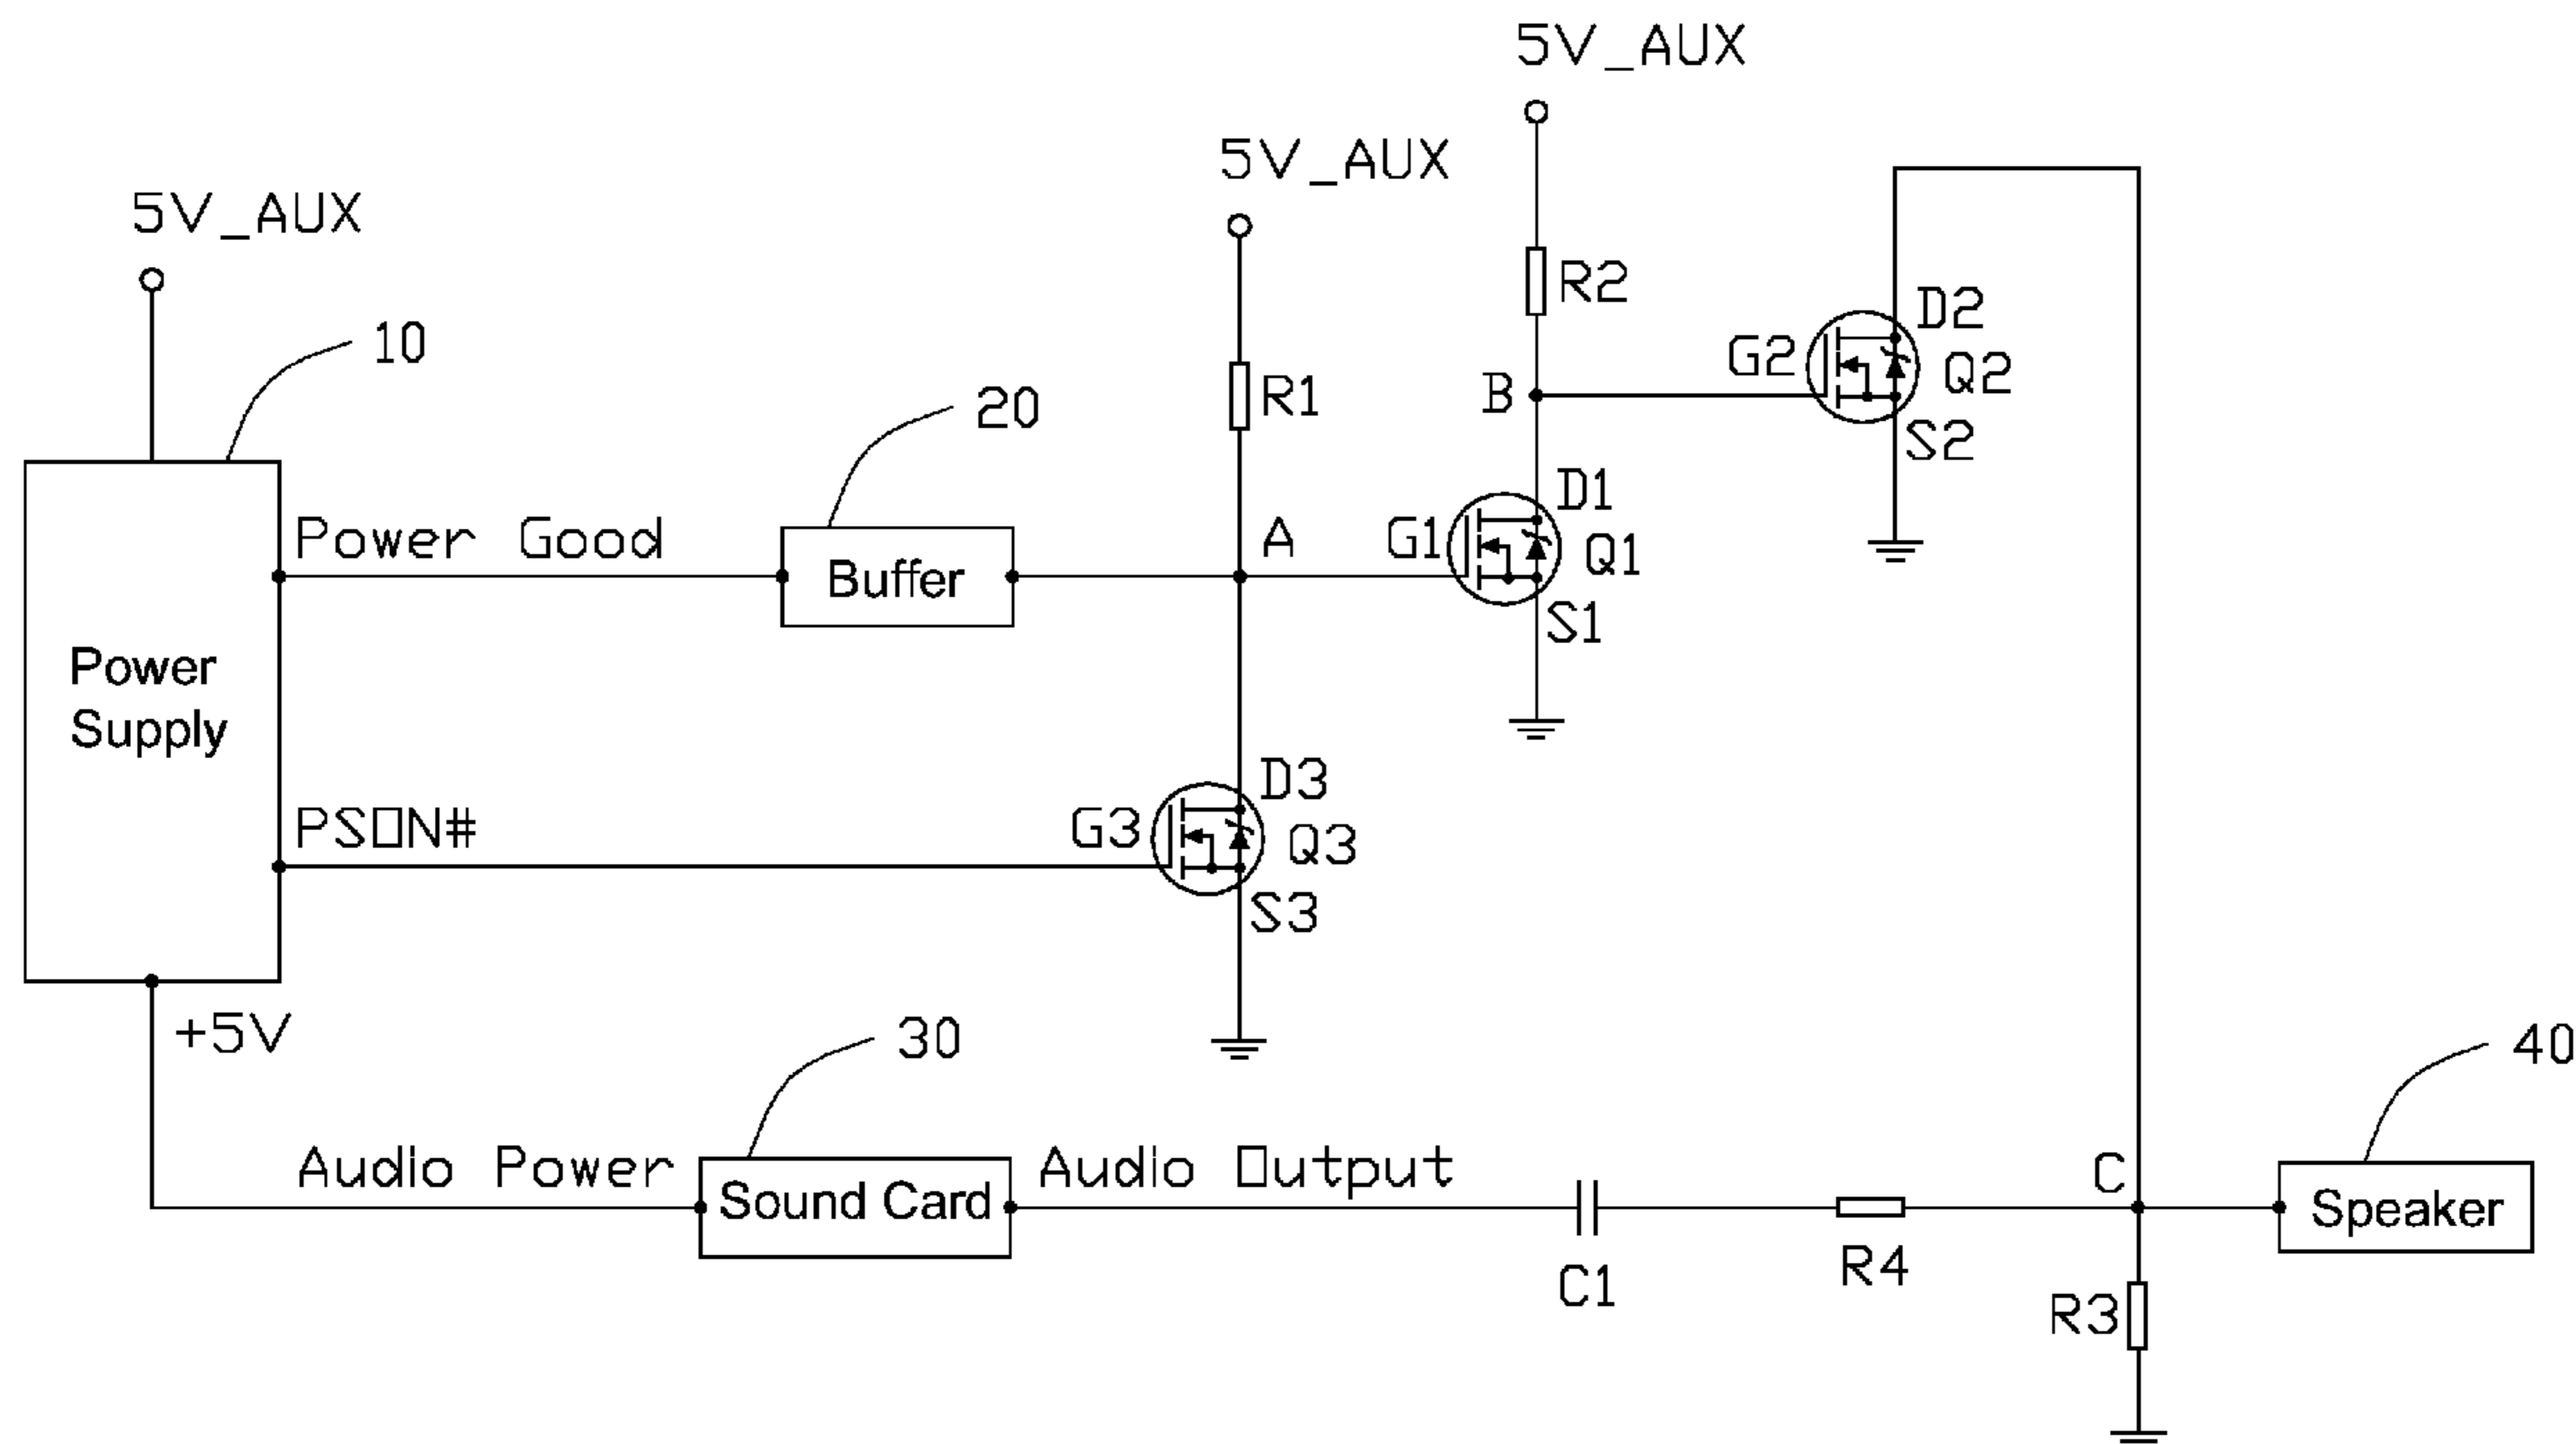 5V_AUX
5V_AUX
5V_AUX
R2
D2
G2
Q2
S2
10
20
R1
B
D1
G1
Q1
S1
Power Good
Buffer
A
Power
Supply
D3
G3
Q3
S3
PSON#
+5V
30
40
Audio Power
Sound Card
Audio Output
C
Speaker
C1
R4
R3